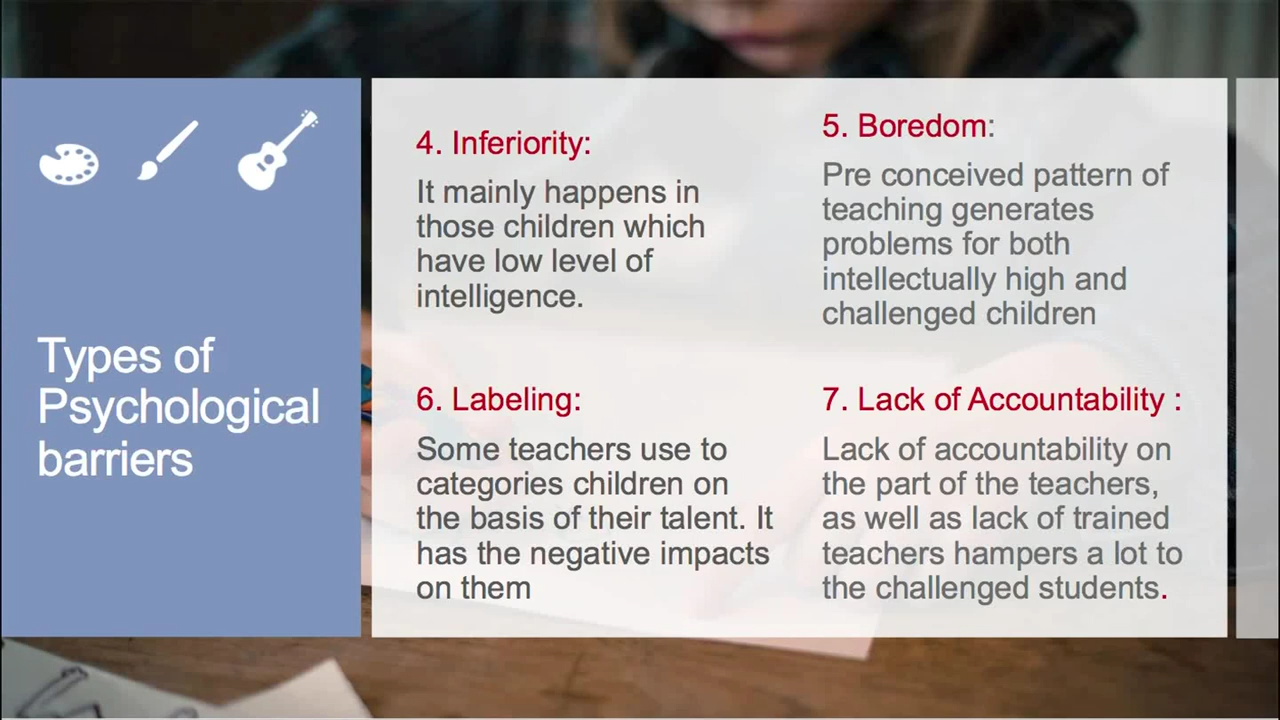 Types of
Psychological
barriers
4. Inferiority:
It mainly happens in
those children which
have low level of
intelligence.
5. Boredom:
Pre conceived pattern of
teaching generates
problems for both
intellectually high and
challenged children
6. Labeling:
Some teachers use to
categories children on
the basis of their talent. It
has the negative impacts
on them
7. Lack of Accountability :
Lack of accountability on
the part of the teachers,
as well as lack of trained
teachers hampers a lot to
the challenged students.